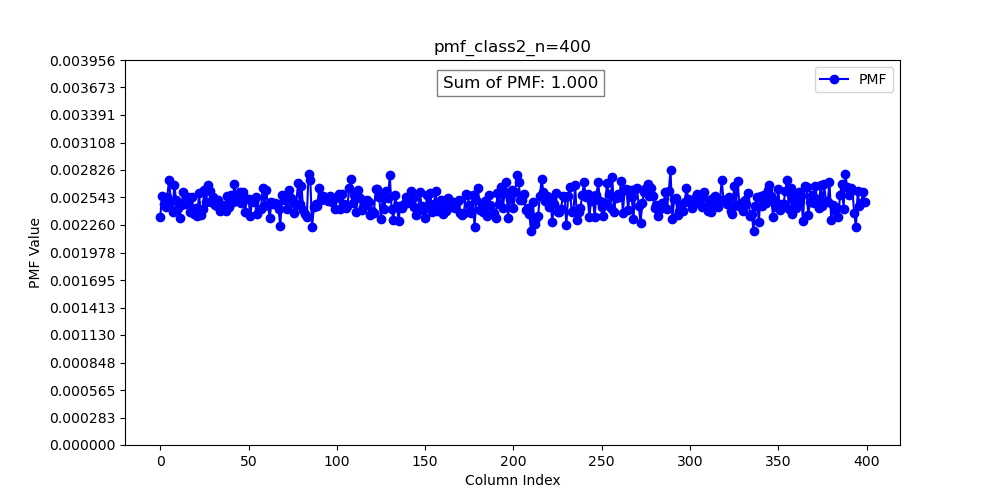 pmf_class2_n=400
Sum of PMF: 1.000
PMF
PMF Value
0.003956
0.003673
0.003391
0.003108
0.002826
0.002543
0.002260
0.001978
0.001695
0.001413
0.001130
0.000848
0.000565
0.000283
0.000000
0 50 100 150 200 250 300 350 400
Column Index